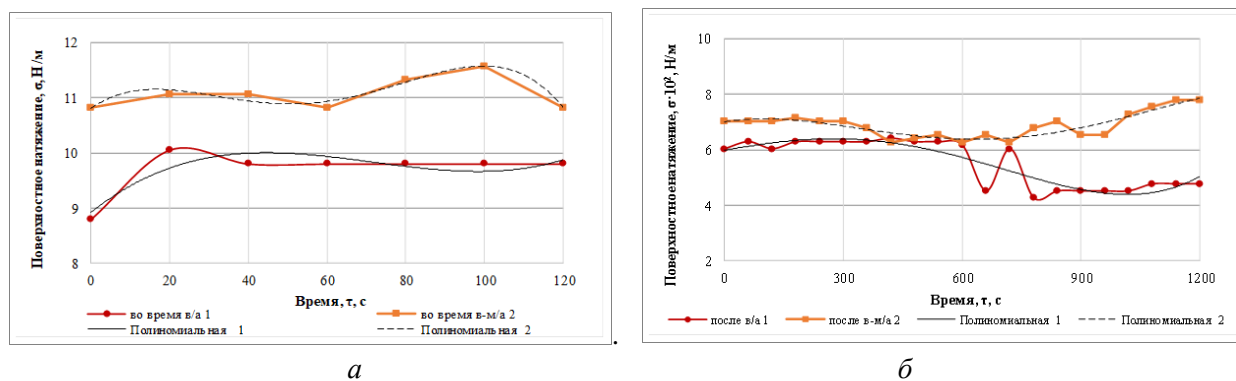 Поверхностное натяжение, σ, Н/м
12
11
10
9
8
0 20 40 60 80 100 120
Время, τ, с
во время в/а 1 во время в-м/а 2
Полиномиальная 1 Полиномиальная 2
а
Поверхностное натяжение, σ·10², Н/м
10
8
6
4
2
0 300 600 900 1200
Время, τ, с
после в/а 1 после в-м/а 2 Полиномиальная 1 Полиномиальная 2
.
б